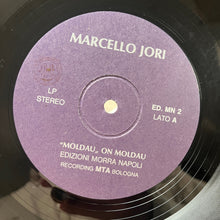 MARCELLO JORI
LP
STEREO
ED. MN 2
LATO A
"MOLDAU„ ON MOLDAU
EDIZIONI MORRA NAPOLI
RECORDING MTA BOLOGNA